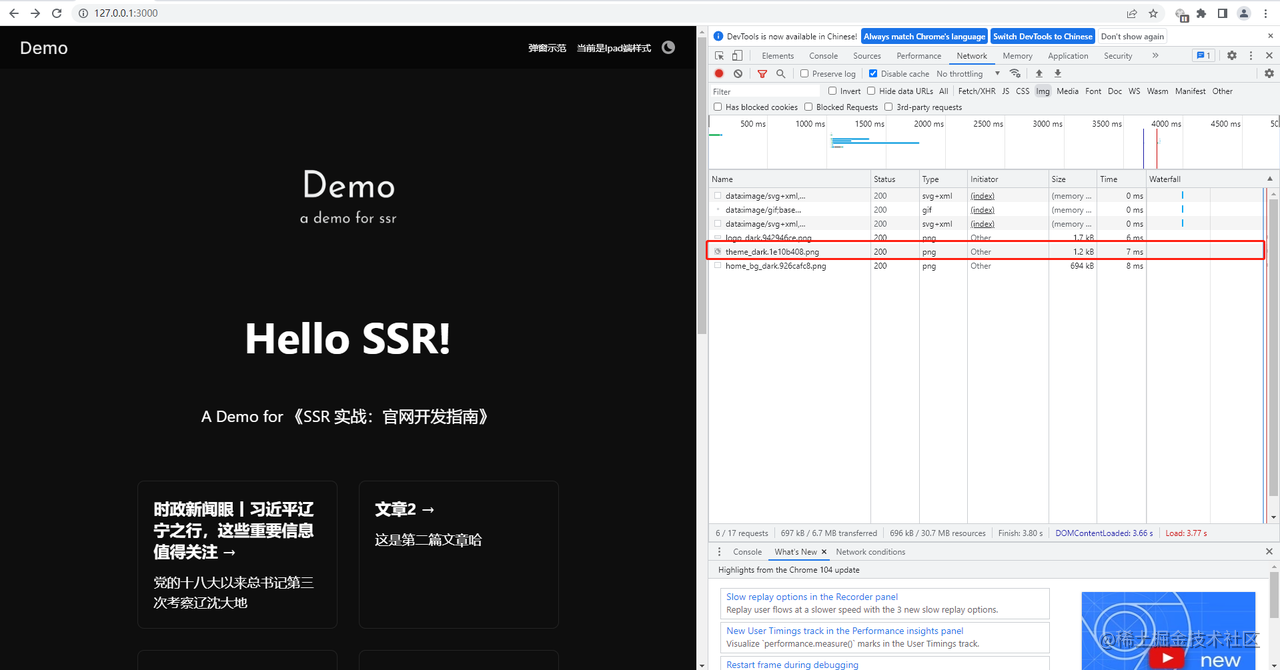 127.0.0.1:3000
Demo
弹窗示范 当前是Ipad端样式
Demo
a demo for ssr
Hello SSR!
A Demo for 《SSR 实战：官网开发指南》
时政新闻眼丨习近平辽
宁之行，这些重要信息
值得关注 →
党的十八大以来总书记第三
次考察辽沈大地
文章2 →
这是第二篇文章哈
DevTools is now available in Chinese! Always match Chrome's language Switch DevTools to Chinese Don't show again
Elements Console Sources Performance Network Memory Application Security 1
Preserve log Disable cache No throttling
Filter Invert Hide data URLs All Fetch/XHR JS CSS Img Media Font Doc WS Wasm Manifest Other
Has blocked cookies Blocked Requests 3rd-party requests
500 ms 1000 ms 1500 ms 2000 ms 2500 ms 3000 ms 3500 ms 4000 ms 4500 ms 50
Name Status Type Initiator Size Time Waterfall
data:image/svg+xml,... 200 svg+xml (index) (memory ... 0 ms
data:image/gif;base... 200 gif (index) (memory ... 0 ms
data:image/svg+xml,... 200 svg+xml (index) (memory ... 0 ms
logo_dark.942946ce.png 200 png Other 1.7 kB 6 ms
theme_dark.1e10b408.png 200 png Other 1.2 kB 7 ms
home_bg_dark.926cafc8.png 200 png Other 694 kB 8 ms
6 / 17 requests 697 kB / 6.7 MB transferred 696 kB / 30.7 MB resources Finish: 3.80 s DOMContentLoaded: 3.66 s Load: 3.77 s
Console What's New Network conditions
Highlights from the Chrome 104 update
Slow replay options in the Recorder panel
Replay user flows at a slower speed with the 3 new slow replay options.
New User Timings track in the Performance insights panel
Visualize `performance.measure()` marks in the User Timings track.
Restart frame during debugging
new
@稀土掘金技术社区